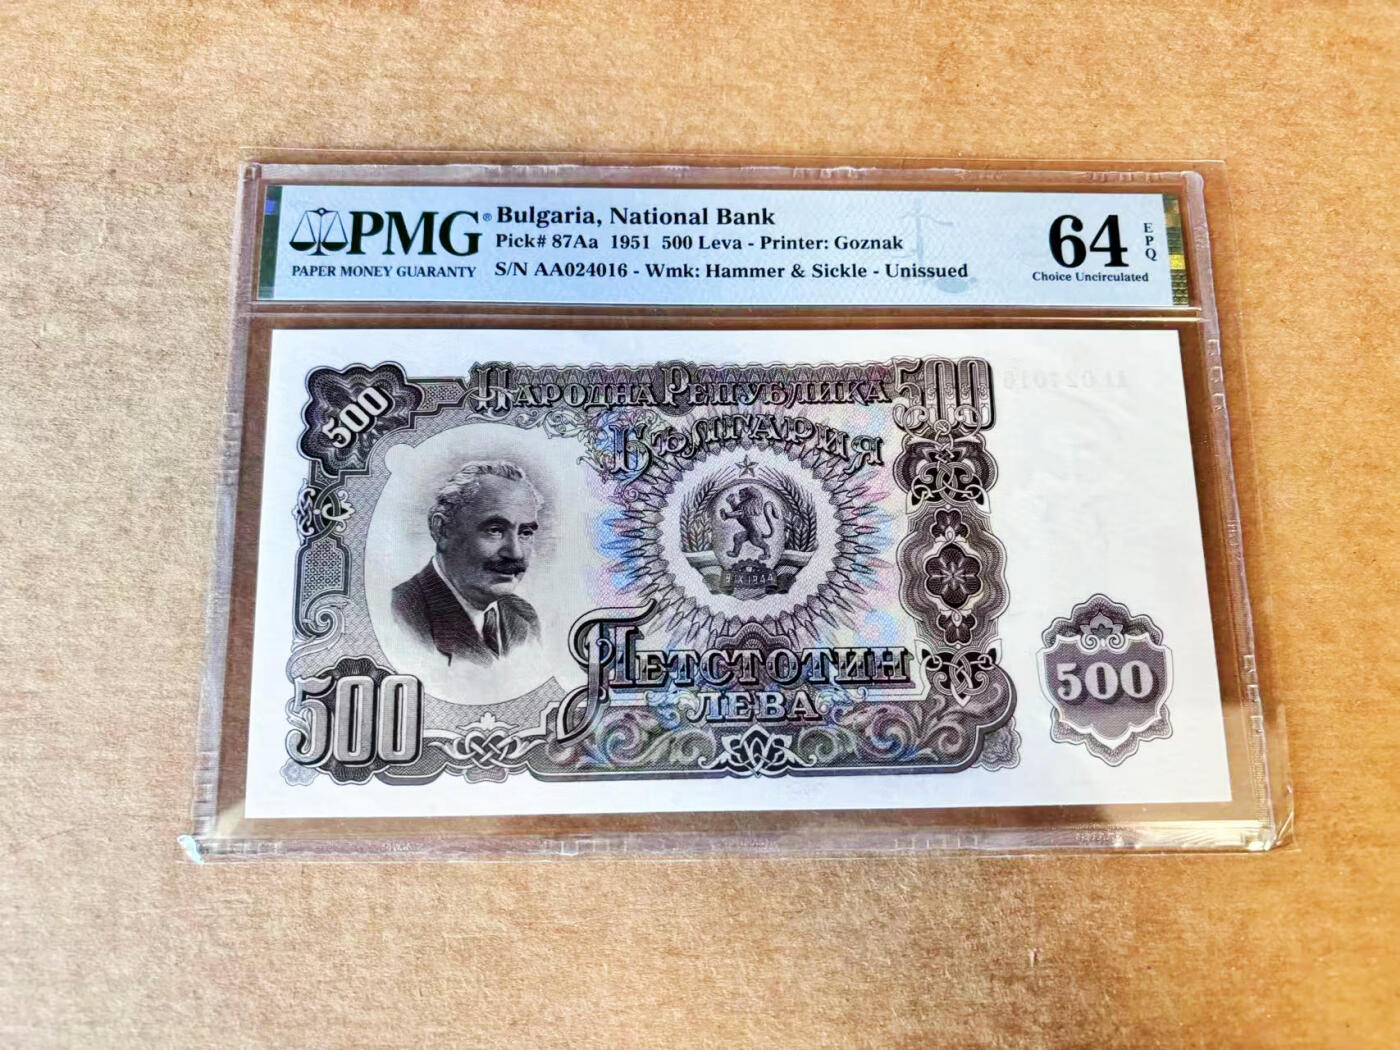 PMG®
PAPER MONEY GUARANTY
Bulgaria, National Bank
Pick# 87Aa 1951 500 Leva - Printer: Goznak
S/N AA024016 - Wmk: Hammer & Sickle - Unissued
64 EPQ
Choice Uncirculated
500
НАРОДНА РЕПУБЛИКА
500
БЪЛГАРИЯ
9.IX.1944
ПЕТСТОТИН
ЛЕВА
500
500